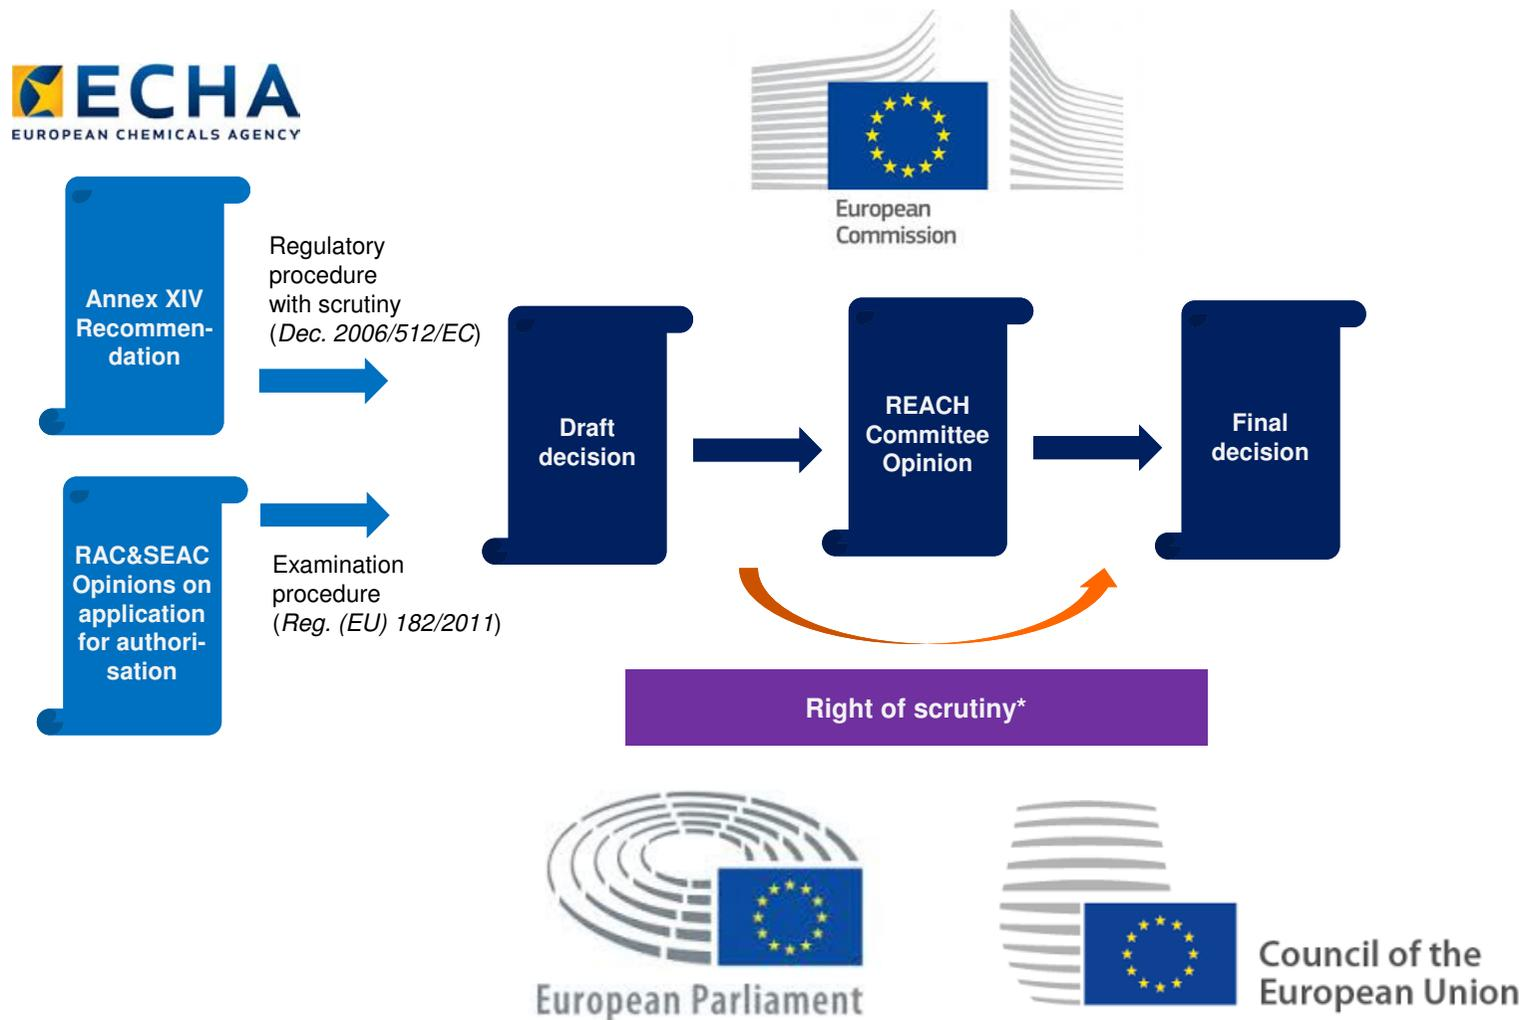 ECHA
EUROPEAN CHEMICALS AGENCY
European
Commission
Annex XIV
Recommen-
dation
Regulatory
procedure
with scrutiny
(Dec. 2006/512/EC)
RAC&SEAC
Opinions on
application
for authori-
sation
Examination
procedure
(Reg. (EU) 182/2011)
Draft
decision
REACH
Committee
Opinion
Final
decision
Right of scrutiny*
European Parliament
Council of the
European Union